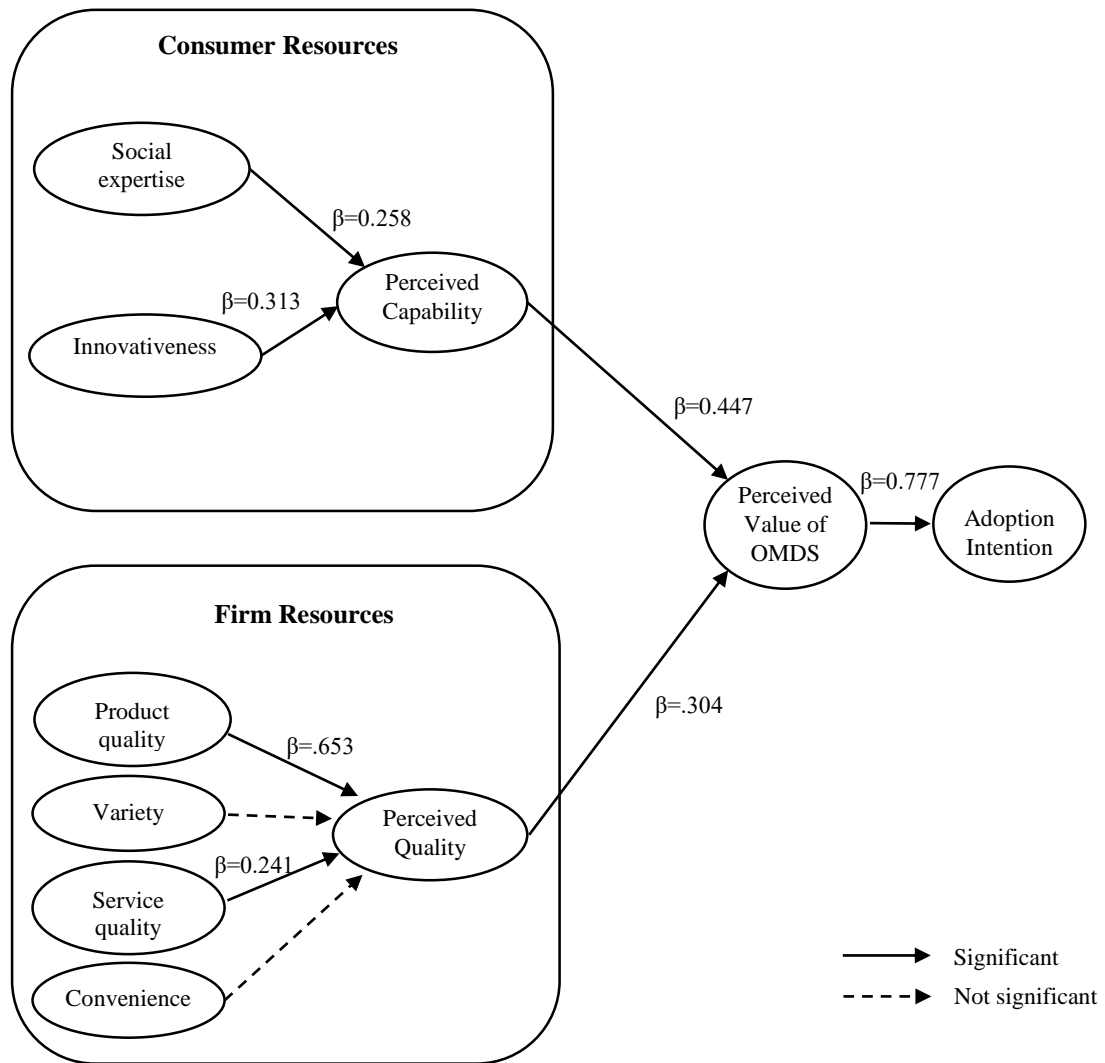 Consumer Resources
Social
expertise
β=0.258
Perceived
Capability
β=0.313
Innovativeness
β=0.447
Perceived
Value of
OMDS
β=0.777
Adoption
Intention
Firm Resources
Product
quality
β=.653
β=.304
Variety
Perceived
Quality
β=0.241
Service
quality
Convenience
Significant
Not significant